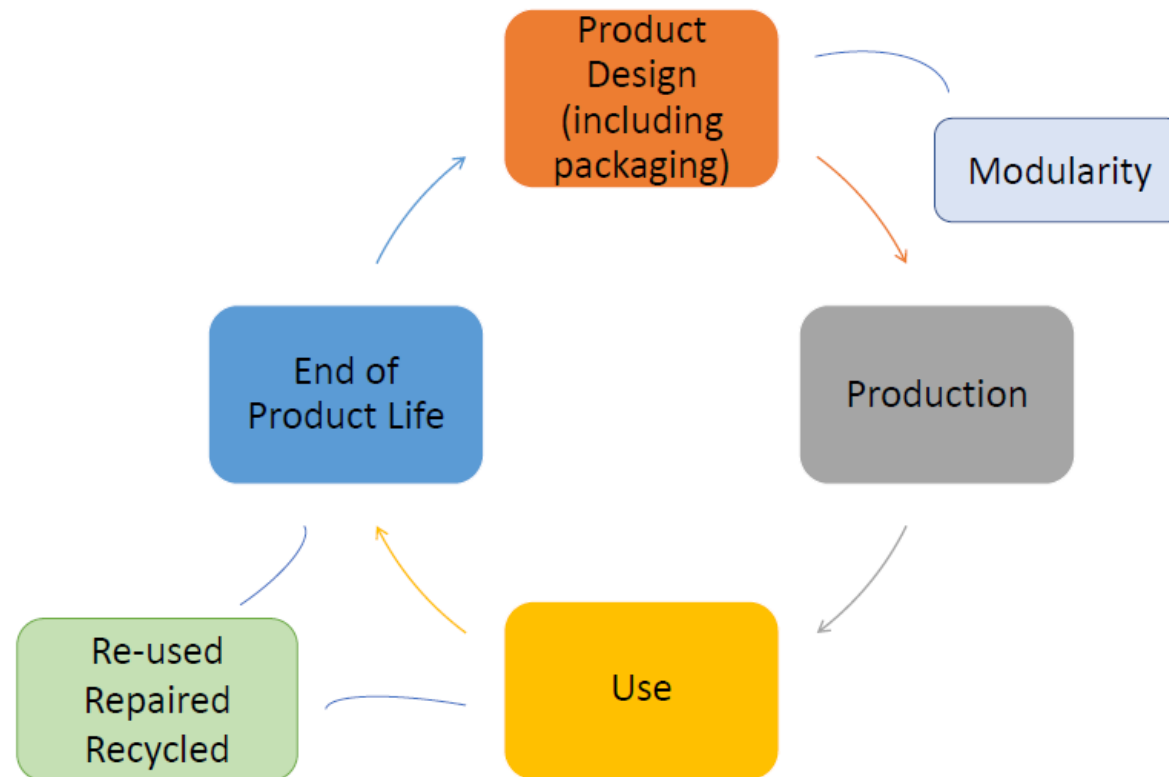 Product
Design
(including
packaging)
Modularity
End of
Product Life
Production
Re-used
Repaired
Recycled
Use